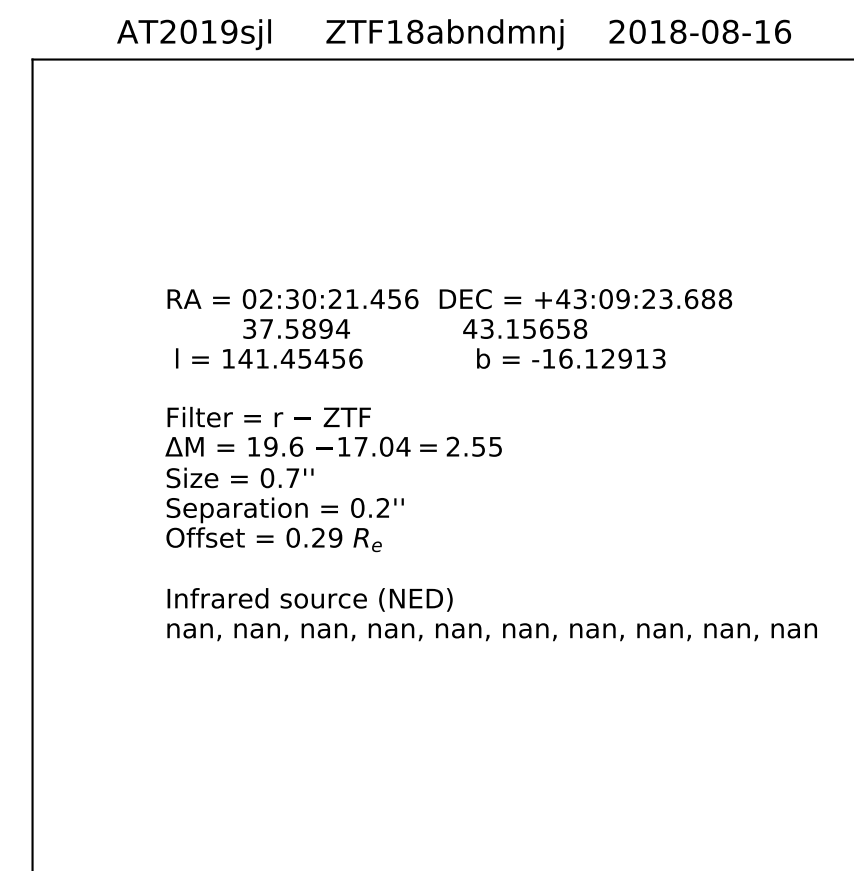 AT2019sjl ZTF18abndmnj 2018-08-16
RA = 02:30:21.456 DEC = +43:09:23.688
37.5894 43.15658
l = 141.45456 b = -16.12913
Filter = r − ZTF
ΔM = 19.6 −17.04 = 2.55
Size = 0.7''
Separation = 0.2''
Offset = 0.29 Rₑ
Infrared source (NED)
nan, nan, nan, nan, nan, nan, nan, nan, nan, nan